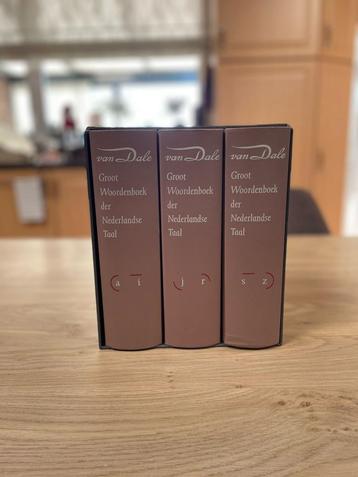 van Dale
Groot
Woordenboek
der
Nederlandse
Taal
a i
van Dale
Groot
Woordenboek
der
Nederlandse
Taal
j r
van Dale
Groot
Woordenboek
der
Nederlandse
Taal
s z